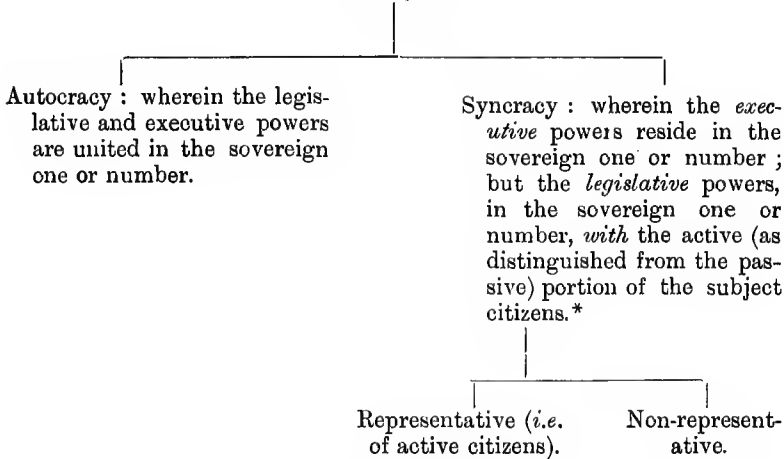 Autocracy : wherein the legis-
lative and executive powers
are united in the sovereign
one or number.
Syncracy : wherein the exec-
utive powers reside in the
sovereign one or number ;
but the legislative powers,
in the sovereign one or
number, with the active (as
distinguished from the pas-
sive) portion of the subject
citizens.*
Representative (i.e.
of active citizens).
Non-represent-
ative.